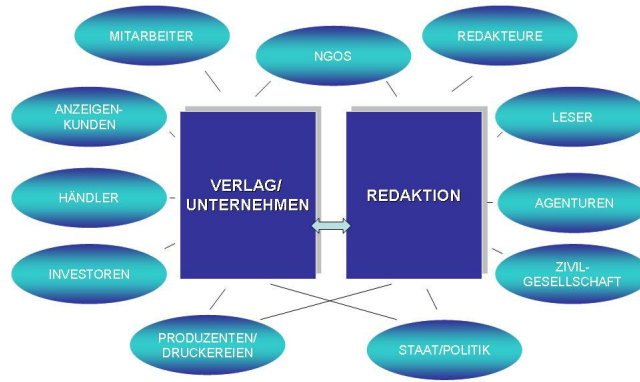 MITARBEITER
NGOS
REDAKTEURE
ANZEIGEN-
KUNDEN
LESER
VERLAG/
UNTERNEHMEN
REDAKTION
HÄNDLER
AGENTUREN
INVESTOREN
ZIVIL-
GESELLSCHAFT
PRODUZENTEN/
DRUCKEREIEN
STAAT/POLITIK